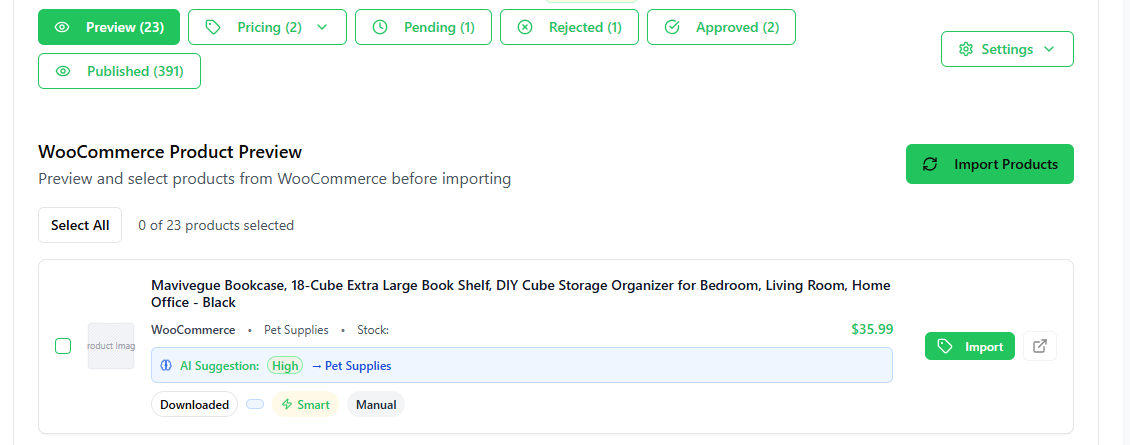 Preview (23)
Pricing (2)
Pending (1)
Rejected (1)
Approved (2)
Published (391)
Settings
WooCommerce Product Preview
Preview and select products from WooCommerce before importing
Import Products
Select All
0 of 23 products selected
Mavivegue Bookcase, 18-Cube Extra Large Book Shelf, DIY Cube Storage Organizer for Bedroom, Living Room, Home
Office - Black
WooCommerce • Pet Supplies • Stock:
$35.99
roduct Imag
AI Suggestion: High → Pet Supplies
Import
Downloaded
Smart
Manual